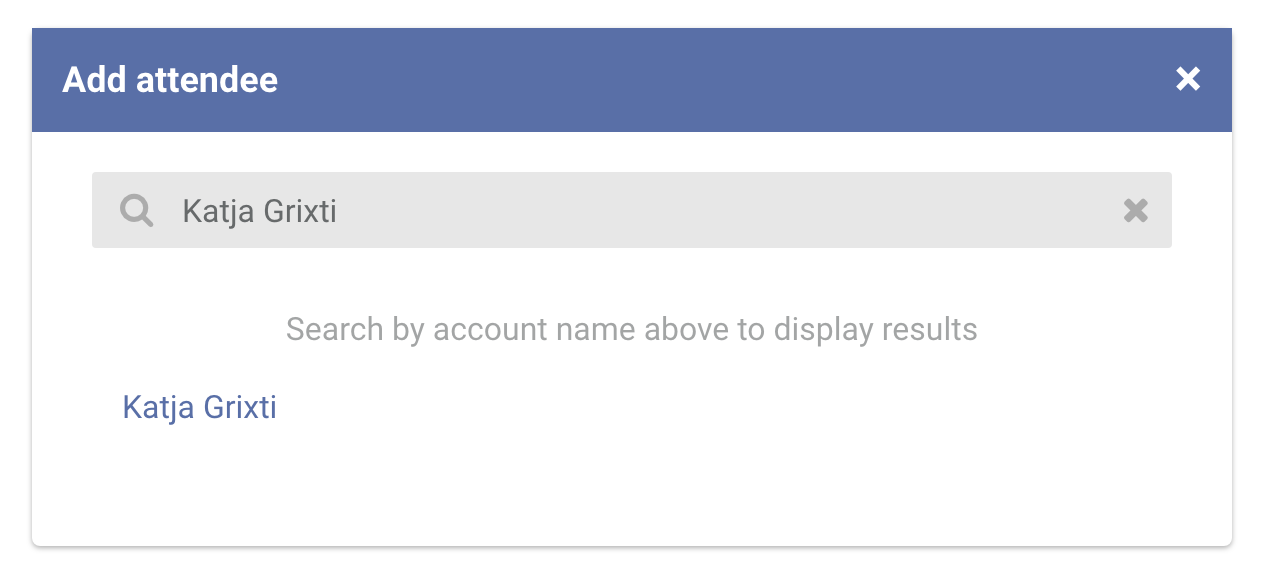 Add attendee
Katja Grixti
Search by account name above to display results
Katja Grixti